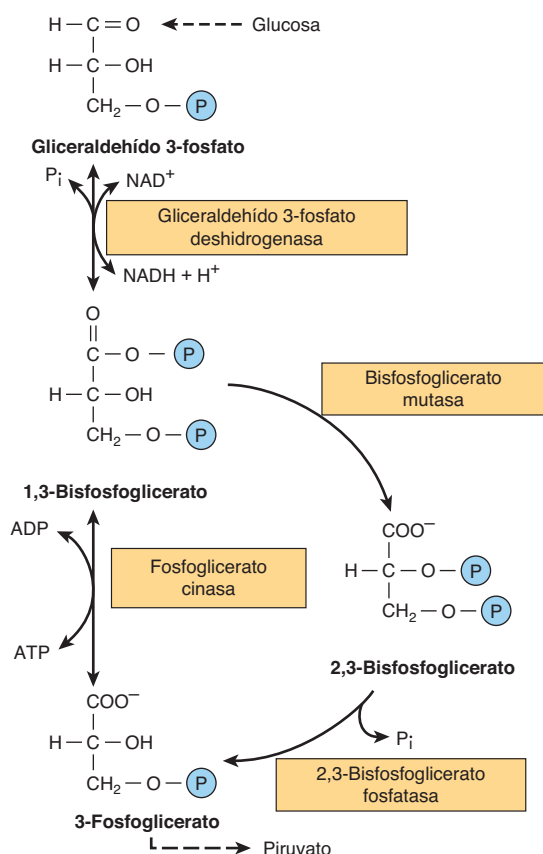 H — C = O
Glucosa
H — C — OH
CH₂ — O — P
Gliceraldehído 3-fosfato
Pi
NAD⁺
Gliceraldehído 3-fosfato
deshidrogenasa
NADH + H⁺
O
C — O — P
H — C — OH
CH₂ — O — P
Bisfosfoglicerato
mutasa
1,3-Bisfosfoglicerato
ADP
Fosfoglicerato
cinasa
ATP
COO⁻
H — C — O — P
CH₂ — O — P
2,3-Bisfosfoglicerato
COO⁻
H — C — OH
CH₂ — O — P
Pi
2,3-Bisfosfoglicerato
fosfatasa
3-Fosfoglicerato
Piruvato